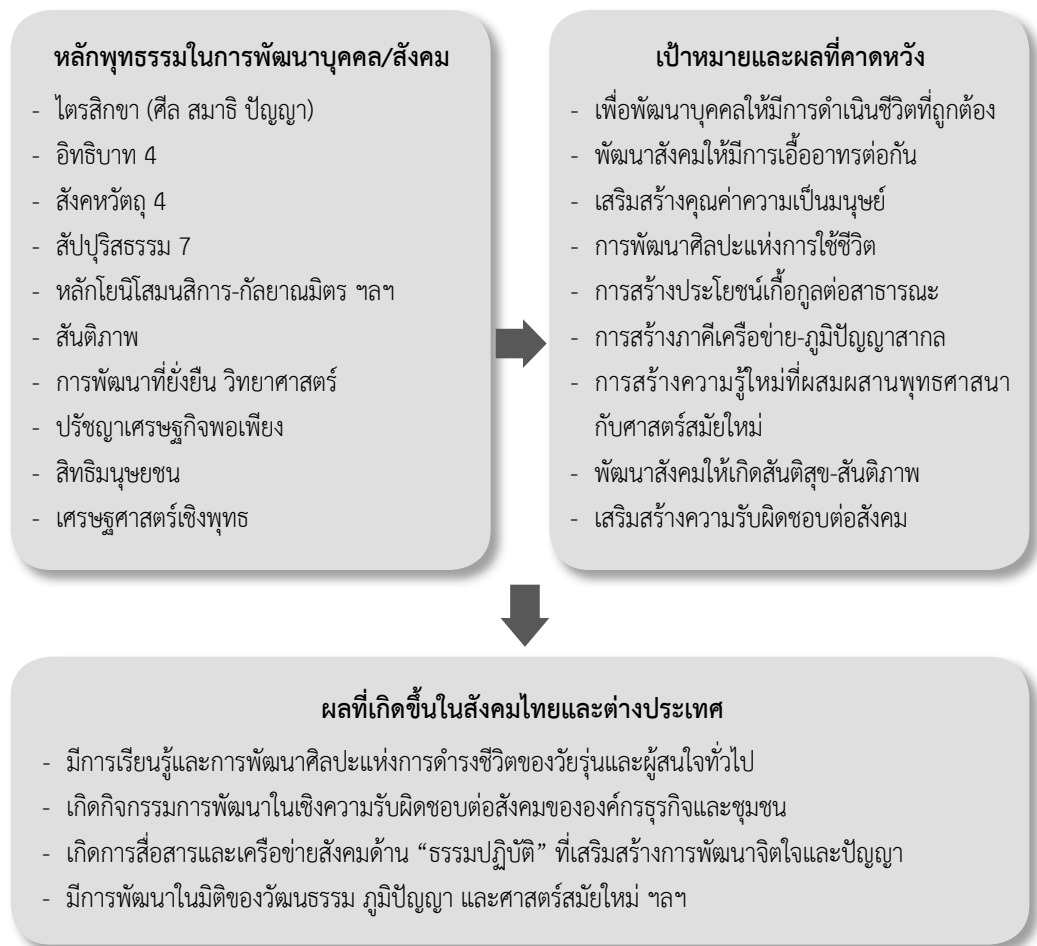 หลักพุทธรรมในการพัฒนาบุคคล/สังคม
- ไตรสิกขา (ศีล สมาธิ ปัญญา)
- อิทธิบาท 4
- สังคหวัตถุ 4
- สัปปุริสธรรม 7
- หลักโยนิโสมนสิการ-กัลยาณมิตร ฯลฯ
- สันติภาพ
- การพัฒนาที่ยั่งยืน วิทยาศาสตร์
- ปรัชญาเศรษฐกิจพอเพียง
- สิทธิมนุษยชน
- เศรษฐศาสตร์เชิงพุทธ
เป้าหมายและผลที่คาดหวัง
- เพื่อพัฒนาบุคคลให้มีการดำเนินชีวิตที่ถูกต้อง
- พัฒนาสังคมให้มีการเอื้ออาทรต่อกัน
- เสริมสร้างคุณค่าความเป็นมนุษย์
- การพัฒนาศิลปะแห่งการใช้ชีวิต
- การสร้างประโยชน์เกื้อกูลต่อสาธารณะ
- การสร้างภาคีเครือข่าย-ภูมิปัญญาสากล
- การสร้างความรู้ใหม่ที่ผสมผสานพุทธศาสนา
กับศาสตร์สมัยใหม่
- พัฒนาสังคมให้เกิดสันติสุข-สันติภาพ
- เสริมสร้างความรับผิดชอบต่อสังคม
ผลที่เกิดขึ้นในสังคมไทยและต่างประเทศ
- มีการเรียนรู้และการพัฒนาศิลปะแห่งการดำรงชีวิตของวัยรุ่นและผู้สนใจทั่วไป
- เกิดกิจกรรมการพัฒนาในเชิงความรับผิดชอบต่อสังคมขององค์กรธุรกิจและชุมชน
- เกิดการสื่อสารและเครือข่ายสังคมด้าน “ธรรมปฏิบัติ” ที่เสริมสร้างการพัฒนาจิตใจและปัญญา
- มีการพัฒนาในมิติของวัฒนธรรม ภูมิปัญญา และศาสตร์สมัยใหม่ ฯลฯ